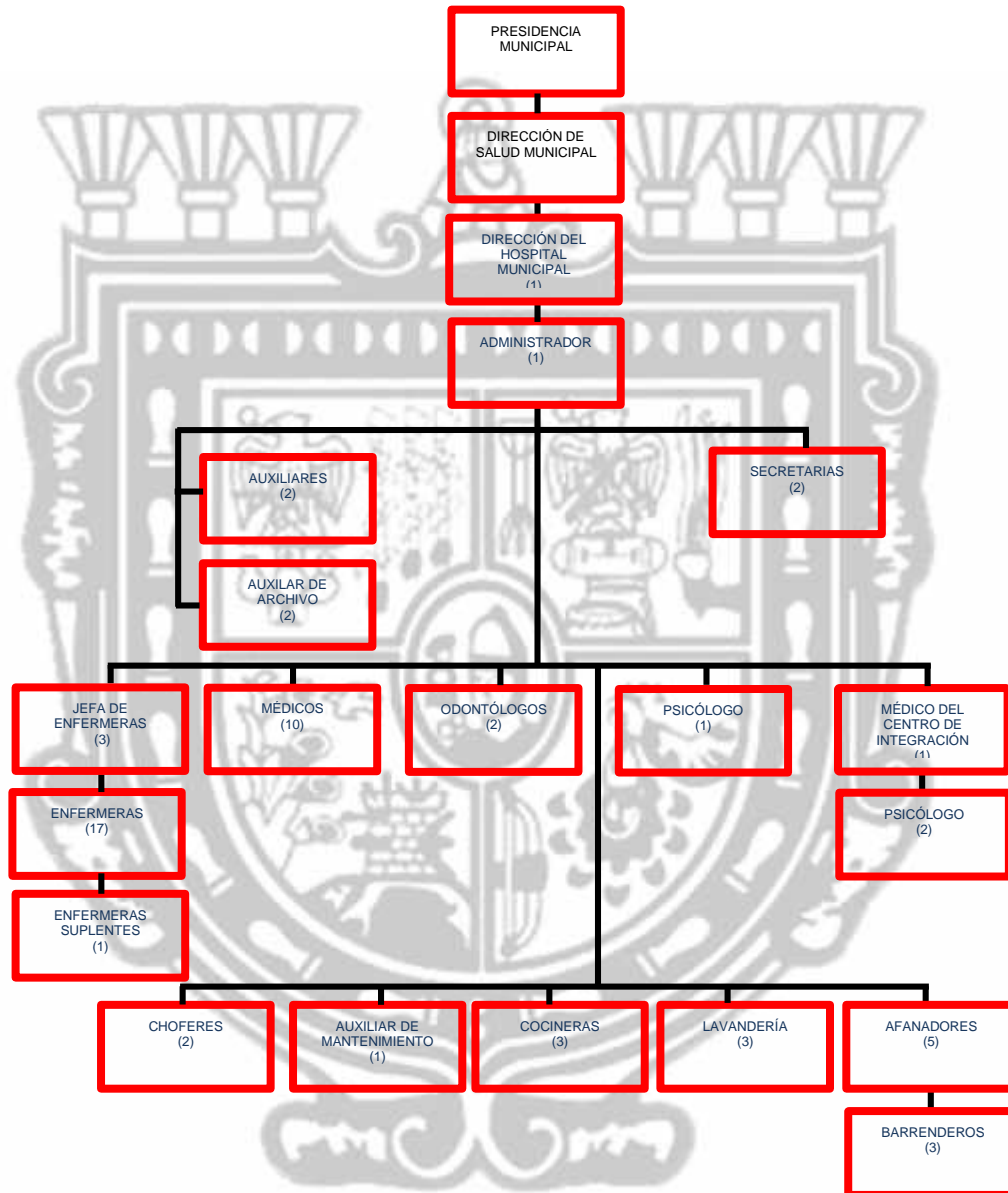 PRESIDENCIA
MUNICIPAL
DIRECCIÓN DE
SALUD MUNICIPAL
DIRECCIÓN DEL
HOSPITAL
MUNICIPAL
(1)
ADMINISTRADOR
(1)
AUXILIARES
(2)
SECRETARIAS
(2)
AUXILAR DE
ARCHIVO
(2)
JEFA DE
ENFERMERAS
(3)
MÉDICOS
(10)
ODONTÓLOGOS
(2)
PSICÓLOGO
(1)
MÉDICO DEL
CENTRO DE
INTEGRACIÓN
(1)
ENFERMERAS
(17)
PSICÓLOGO
(2)
ENFERMERAS
SUPLENTES
(1)
CHOFERES
(2)
AUXILIAR DE
MANTENIMIENTO
(1)
COCINERAS
(3)
LAVANDERÍA
(3)
AFANADORES
(5)
BARRENDEROS
(3)